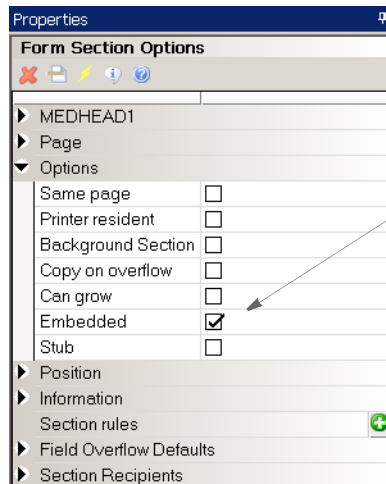 Properties
Form Section Options
MEDHEAD1
Page
Options
Same page
Printer resident
Background Section
Copy on overflow
Can grow
Embedded
Stub
Position
Information
Section rules
Field Overflow Defaults
Section Recipients